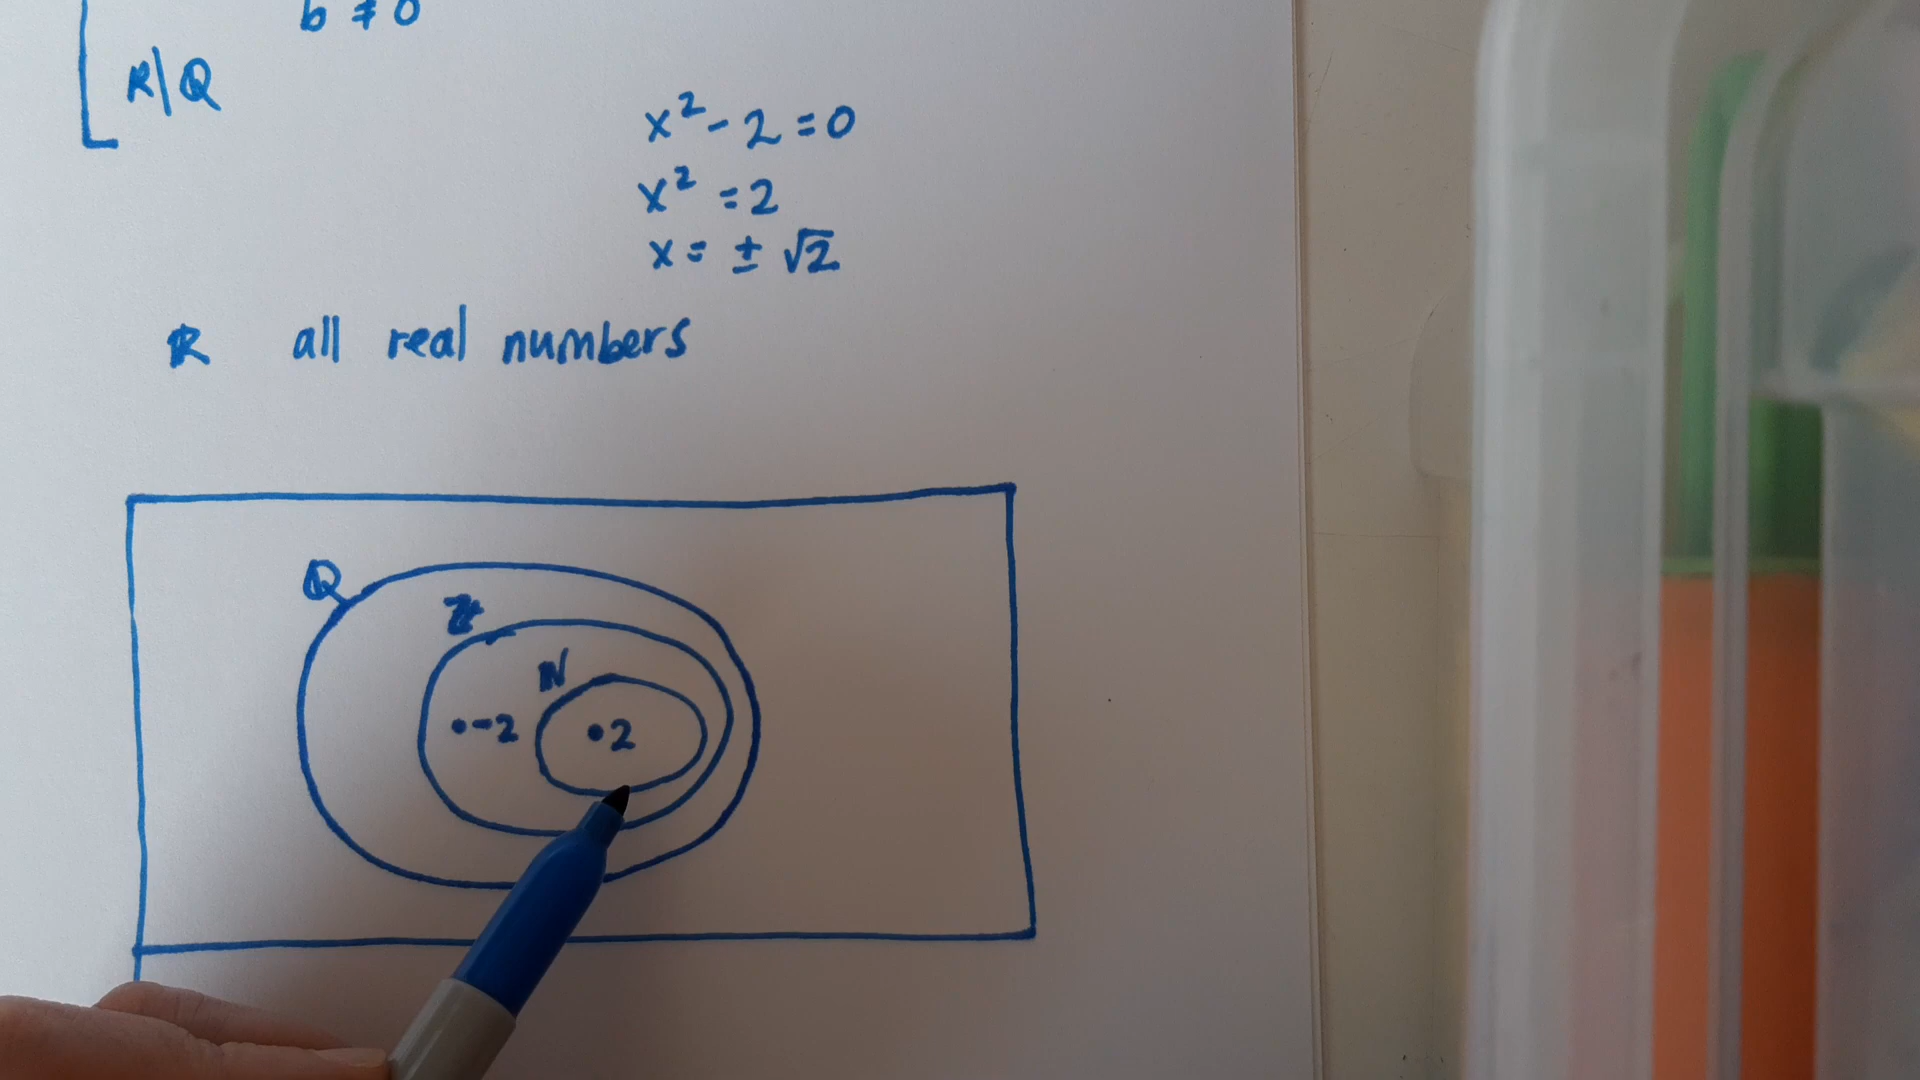 b ≠ 0
R|Q
x² - 2 = 0
x² = 2
x = ± √2
ℝ all real numbers
Q
ℤ
ℕ
•-2 •2